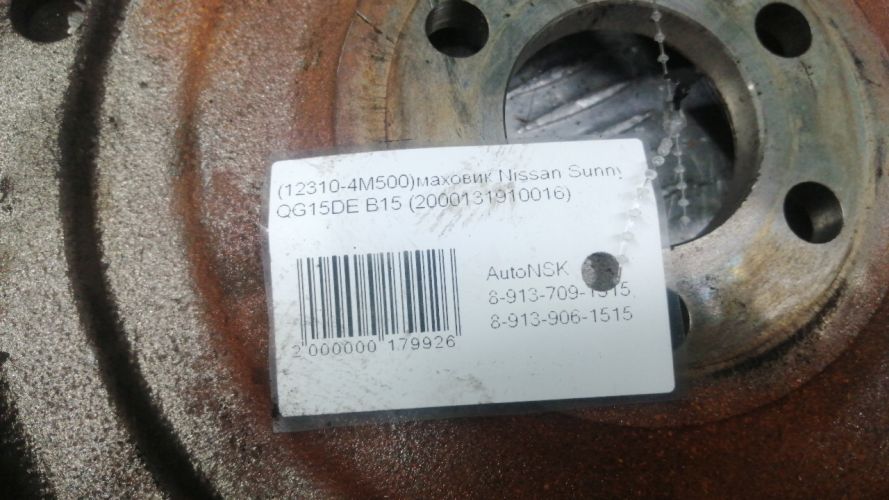 (12310-4M500)маховик Nissan Sunny
QG15DE B15 (2000131910016)
AutoNSK
8-913-709-1515,
8-913-906-1515
2 000000 179926